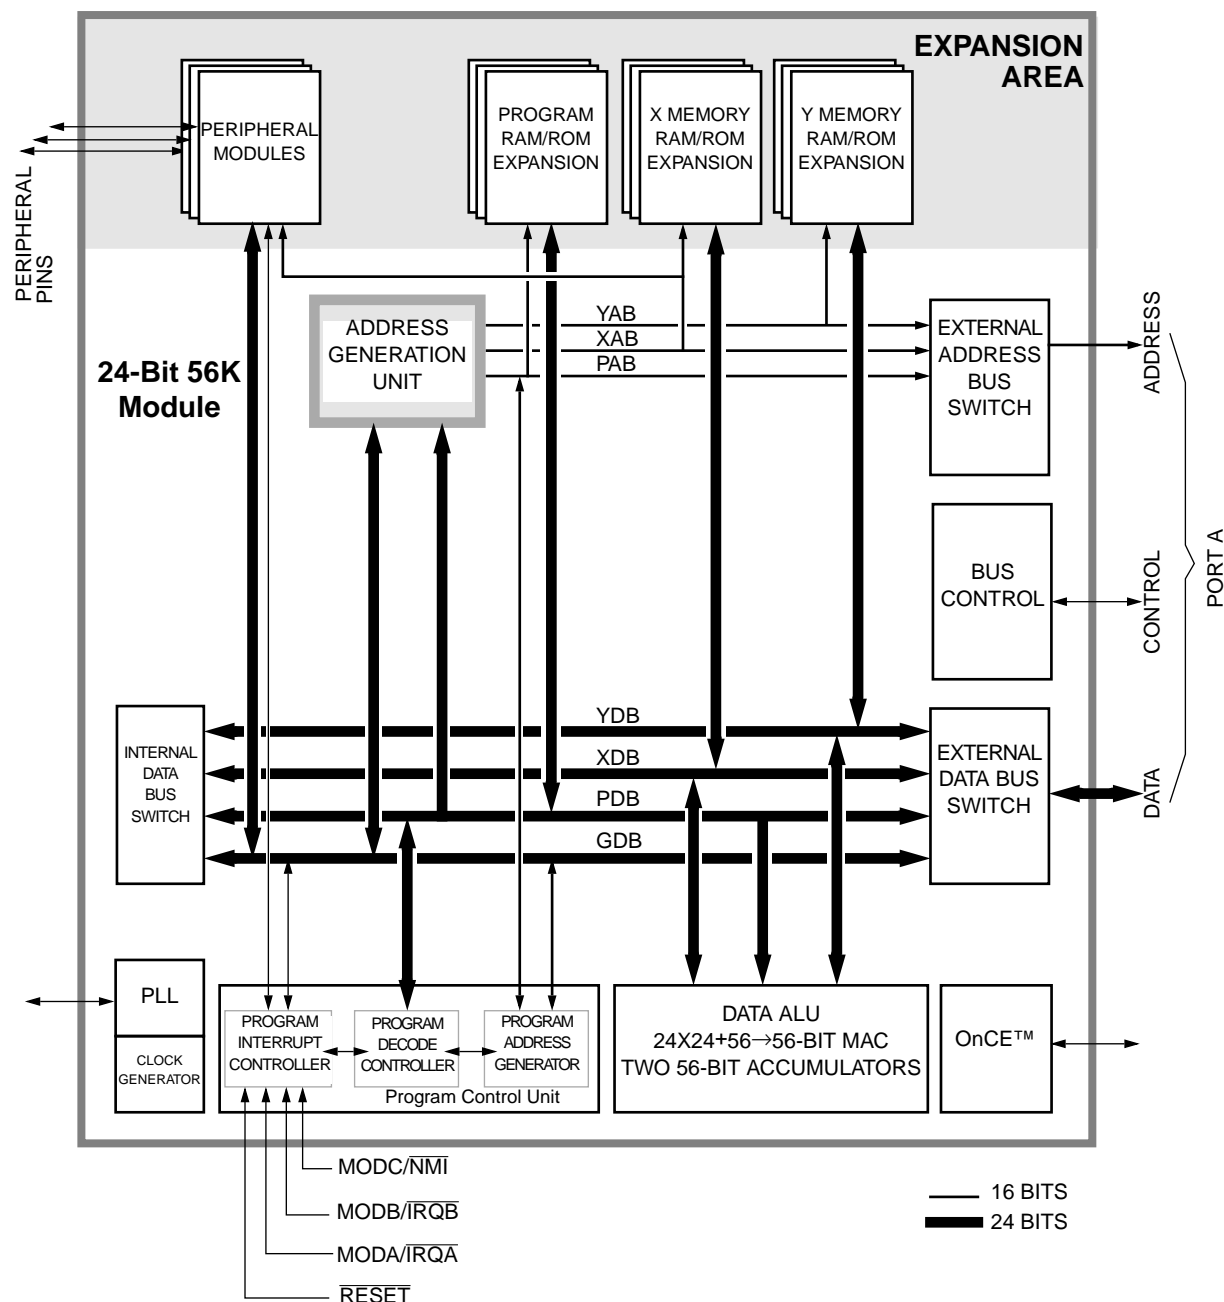 EXPANSION
AREA
PERIPHERAL
MODULES
PROGRAM
RAM/ROM
EXPANSION
X MEMORY
RAM/ROM
EXPANSION
Y MEMORY
RAM/ROM
EXPANSION
PERIPHERAL
PINS
24-Bit 56K
Module
ADDRESS
GENERATION
UNIT
YAB
XAB
PAB
EXTERNAL
ADDRESS
BUS
SWITCH
ADDRESS
BUS
CONTROL
CONTROL
PORT A
INTERNAL
DATA
BUS
SWITCH
YDB
XDB
PDB
GDB
EXTERNAL
DATA BUS
SWITCH
DATA
PLL
CLOCK
GENERATOR
PROGRAM
INTERRUPT
CONTROLLER
PROGRAM
DECODE
CONTROLLER
PROGRAM
ADDRESS
GENERATOR
Program Control Unit
DATA ALU
24X24+56→56-BIT MAC
TWO 56-BIT ACCUMULATORS
OnCE™
MODC/NMI
MODB/IRQB
MODA/IRQA
RESET
16 BITS
24 BITS